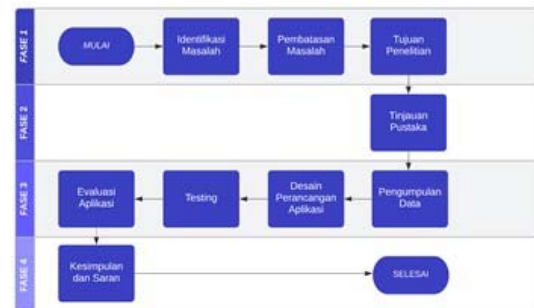 FASE 1
MULAI
Identifikasi
Masalah
Pembatasan
Masalah
Tujuan
Penelitian
FASE 2
Tinjauan
Pustaka
FASE 3
Evaluasi
Aplikasi
Testing
Desain
Perancangan
Aplikasi
Pengumpulan
Data
FASE 4
Kesimpulan
dan Saran
SELESAI